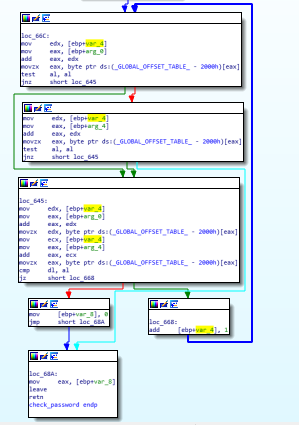 loc_66C:
mov edx, [ebp+var_4]
mov eax, [ebp+arg_0]
add eax, edx
movzx eax, byte ptr ds:(_GLOBAL_OFFSET_TABLE_ - 2000h)[eax]
test al, al
jnz short loc_645
mov edx, [ebp+var_4]
mov eax, [ebp+arg_4]
add eax, edx
movzx eax, byte ptr ds:(_GLOBAL_OFFSET_TABLE_ - 2000h)[eax]
test al, al
jnz short loc_645
loc_645:
mov edx, [ebp+var_4]
mov eax, [ebp+arg_0]
add eax, edx
movzx edx, byte ptr ds:(_GLOBAL_OFFSET_TABLE_ - 2000h)[eax]
mov ecx, [ebp+var_4]
mov eax, [ebp+arg_4]
add eax, ecx
movzx eax, byte ptr ds:(_GLOBAL_OFFSET_TABLE_ - 2000h)[eax]
cmp dl, al
jz short loc_668
mov [ebp+var_8], 0
jmp short loc_68A
loc_668:
add [ebp+var_4], 1
loc_68A:
mov eax, [ebp+var_8]
leave
retn
check_password endp